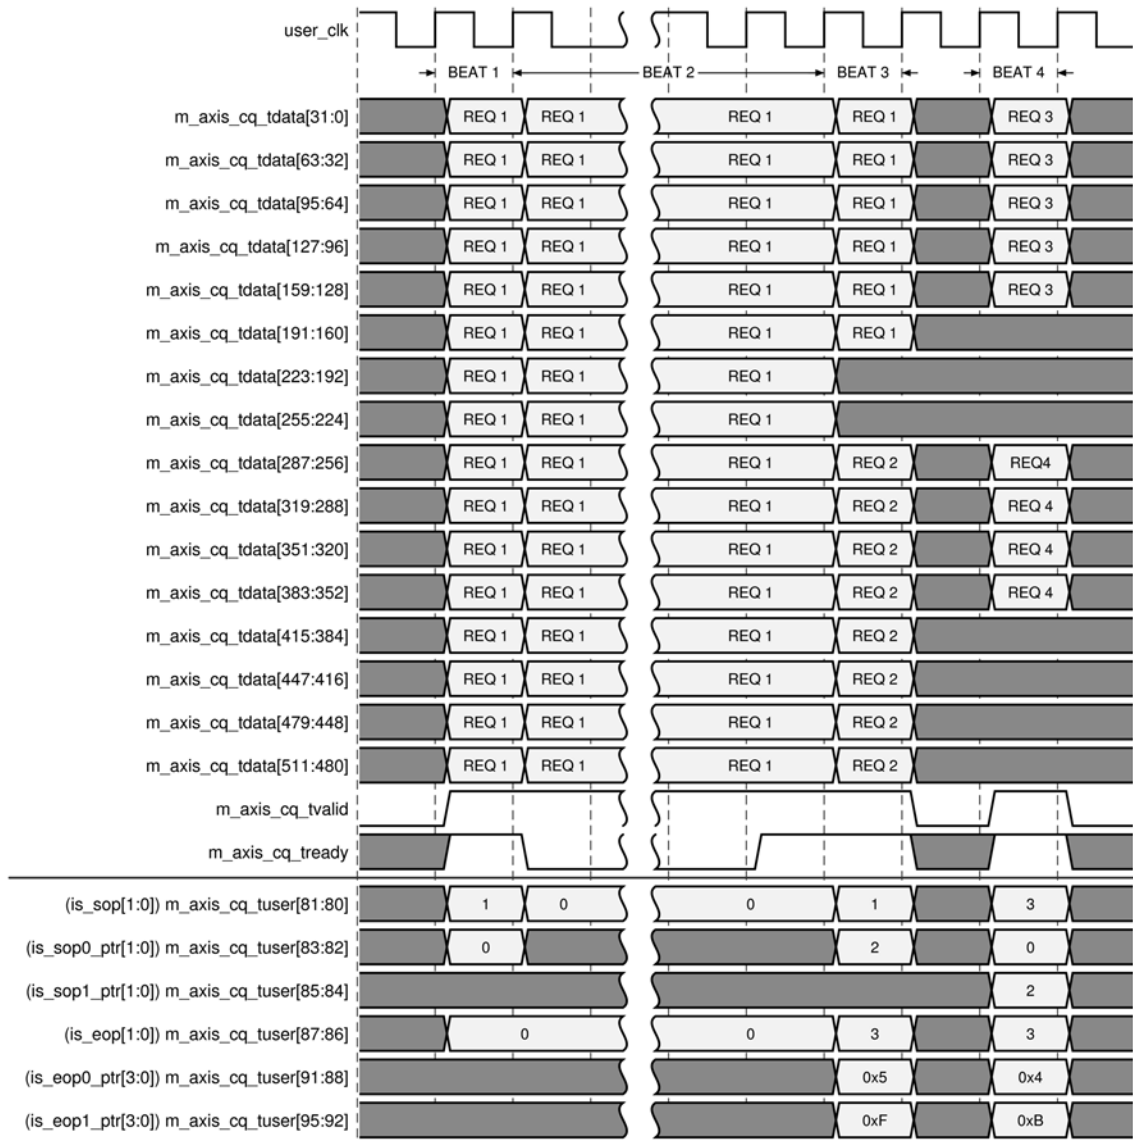 user_clk
BEAT 1 BEAT 2 BEAT 3 BEAT 4
m_axis_cq_tdata[31:0] REQ 1 REQ 1 REQ 1 REQ 1 REQ 3
m_axis_cq_tdata[63:32] REQ 1 REQ 1 REQ 1 REQ 1 REQ 3
m_axis_cq_tdata[95:64] REQ 1 REQ 1 REQ 1 REQ 1 REQ 3
m_axis_cq_tdata[127:96] REQ 1 REQ 1 REQ 1 REQ 1 REQ 3
m_axis_cq_tdata[159:128] REQ 1 REQ 1 REQ 1 REQ 1 REQ 3
m_axis_cq_tdata[191:160] REQ 1 REQ 1 REQ 1 REQ 1
m_axis_cq_tdata[223:192] REQ 1 REQ 1 REQ 1
m_axis_cq_tdata[255:224] REQ 1 REQ 1 REQ 1
m_axis_cq_tdata[287:256] REQ 1 REQ 1 REQ 1 REQ 2 REQ4
m_axis_cq_tdata[319:288] REQ 1 REQ 1 REQ 1 REQ 2 REQ 4
m_axis_cq_tdata[351:320] REQ 1 REQ 1 REQ 1 REQ 2 REQ 4
m_axis_cq_tdata[383:352] REQ 1 REQ 1 REQ 1 REQ 2 REQ 4
m_axis_cq_tdata[415:384] REQ 1 REQ 1 REQ 1 REQ 2
m_axis_cq_tdata[447:416] REQ 1 REQ 1 REQ 1 REQ 2
m_axis_cq_tdata[479:448] REQ 1 REQ 1 REQ 1 REQ 2
m_axis_cq_tdata[511:480] REQ 1 REQ 1 REQ 1 REQ 2
m_axis_cq_tvalid
m_axis_cq_tready
(is_sop[1:0]) m_axis_cq_tuser[81:80] 1 0 0 1 3
(is_sop0_ptr[1:0]) m_axis_cq_tuser[83:82] 0 2 0
(is_sop1_ptr[1:0]) m_axis_cq_tuser[85:84] 2
(is_eop[1:0]) m_axis_cq_tuser[87:86] 0 0 3 3
(is_eop0_ptr[3:0]) m_axis_cq_tuser[91:88] 0x5 0x4
(is_eop1_ptr[3:0]) m_axis_cq_tuser[95:92] 0xF 0xB